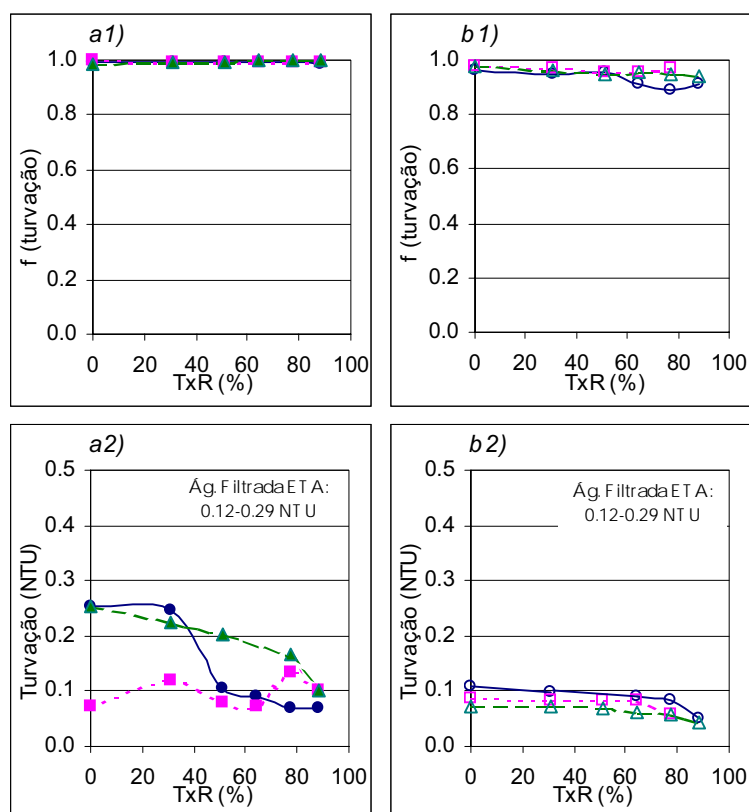 a1)
1.0
0.8
0.6
0.4
0.2
0.0
f (turvação)
0 20 40 60 80 100
TxR (%)
b1)
1.0
0.8
0.6
0.4
0.2
0.0
f (turvação)
0 20 40 60 80 100
TxR (%)
a2)
0.5
0.4
0.3
0.2
0.1
0.0
Turvação (NTU)
Ág. Filtrada ETA:
0.12-0.29 NTU
0 20 40 60 80 100
TxR (%)
b2)
0.5
0.4
0.3
0.2
0.1
0.0
Turvação (NTU)
Ág. Filtrada ETA:
0.12-0.29 NTU
0 20 40 60 80 100
TxR (%)